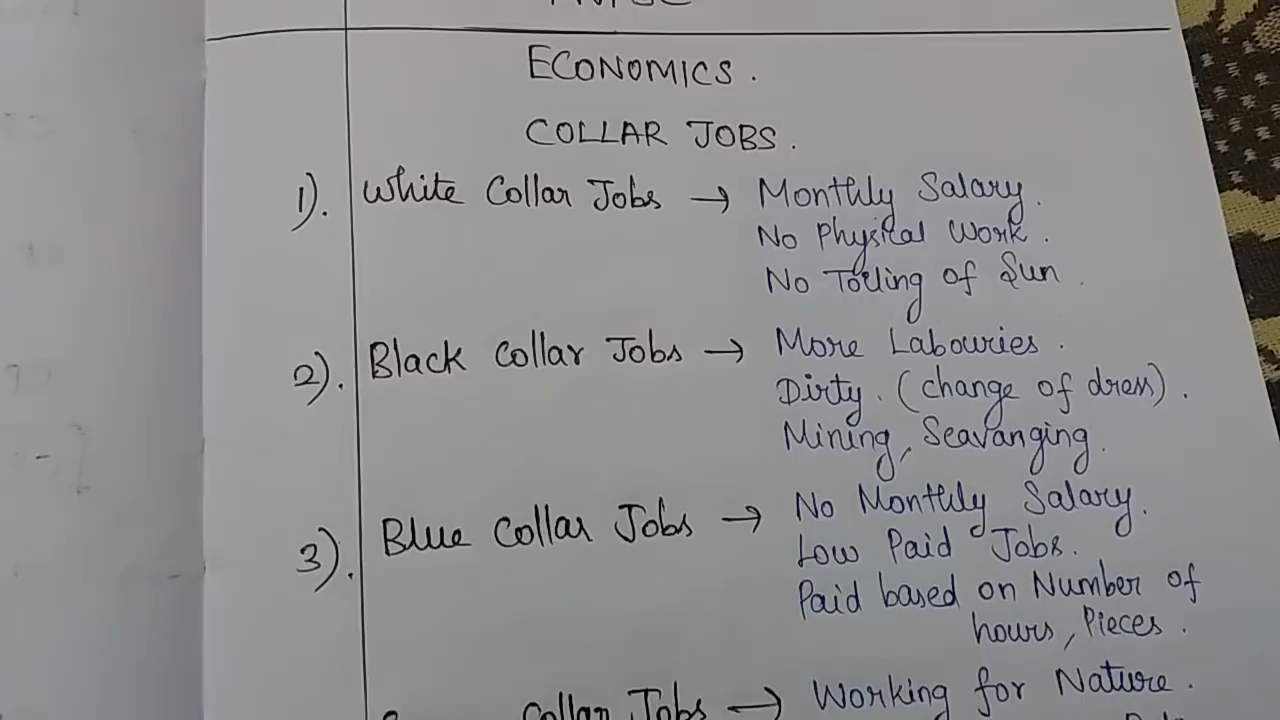 ECONOMICS.
COLLAR JOBS.
1). White Collar Jobs → Monthly Salary.
No Physical Work.
No Toiling of Sun
2). Black Collar Jobs → More Labouries.
Dirty. (change of dress).
Mining, Scavanging.
3). Blue Collar Jobs → No Monthly Salary.
Low Paid Jobs.
Paid based on Number of
hours, Pieces.
Collar Jobs → Working for Nature.